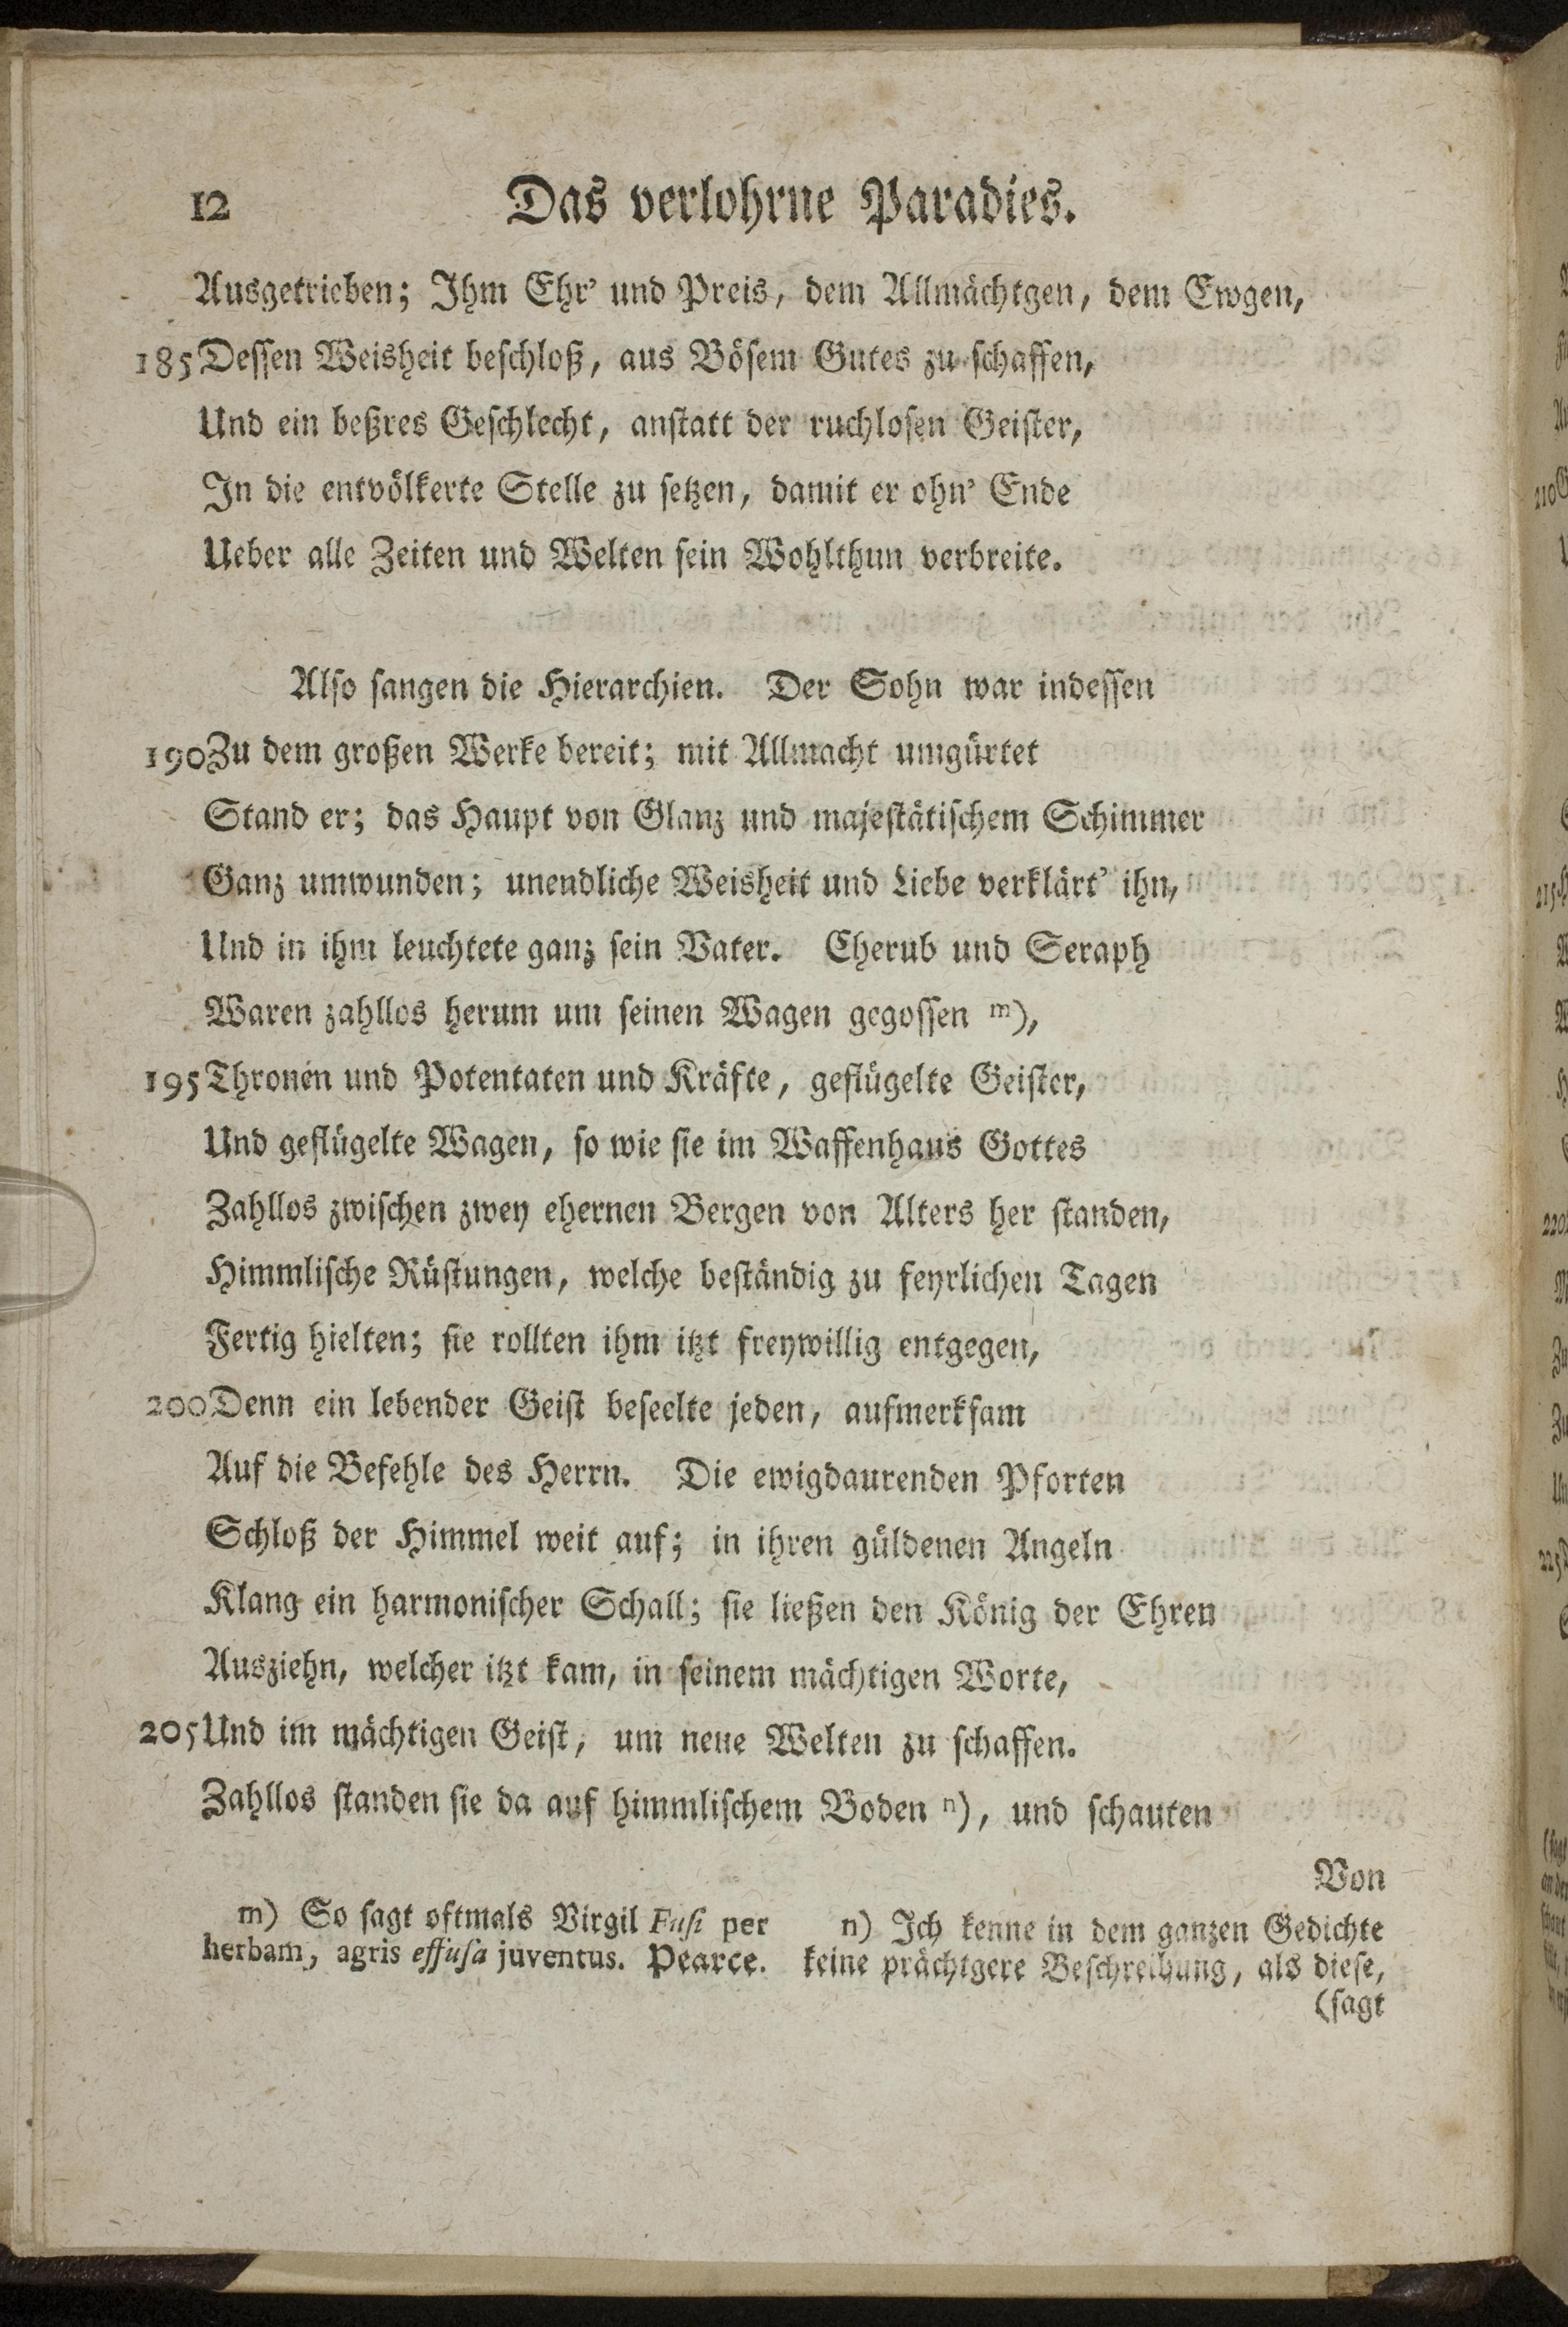 12 Das verlohrne Paradies.
Ausgetrieben; Ihm Ehr' und Preis, dem Allmächtgen, dem Ewgen,
185 Dessen Weisheit beschloß, aus Bösem Gutes zu schaffen,
Und ein beßres Geschlecht, anstatt der ruchlosen Geister,
In die entvölkerte Stelle zu setzen, damit er ohn' Ende
Ueber alle Zeiten und Welten sein Wohlthun verbreite.
Also sangen die Hierarchien. Der Sohn war indessen
190 Zu dem großen Werke bereit; mit Allmacht umgürtet
Stand er; das Haupt von Glanz und majestätischem Schimmer
Ganz umwunden; unendliche Weisheit und Liebe verklärt' ihn,
Und in ihm leuchtete ganz sein Vater. Cherub und Seraph
Waren zahllos herum um seinen Wagen gegossen m),
195 Thronen und Potentaten und Kräfte, geflügelte Geister,
Und geflügelte Wagen, so wie sie im Waffenhaus Gottes
Zahllos zwischen zwey ehernen Bergen von Alters her standen,
Himmlische Rüstungen, welche beständig zu feyrlichen Tagen
Fertig hielten; sie rollten ihm itzt freywillig entgegen,
200 Denn ein lebender Geist beseelte jeden, aufmerksam
Auf die Befehle des Herrn. Die ewigdaurenden Pforten
Schloß der Himmel weit auf; in ihren güldenen Angeln
Klang ein harmonischer Schall; sie ließen den König der Ehren
Ausziehn, welcher itzt kam, in seinem mächtigen Worte,
205 Und im mächtigen Geist, um neue Welten zu schaffen.
Zahllos standen sie da auf himmlischem Boden n), und schauten
Von
m) So sagt oftmals Virgil Fusi per
herbam, agris effusa juventus. Pearce.
n) Ich kenne in dem ganzen Gedichte
keine prächtgere Beschreibung, als diese,
(sagt